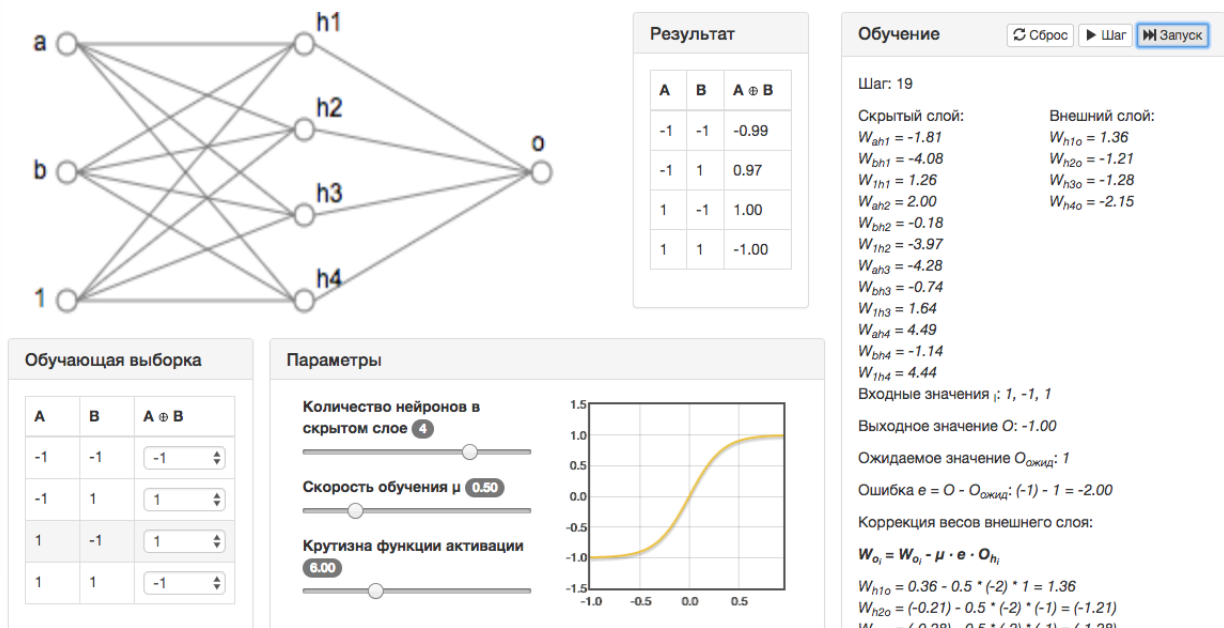 a
b
1
h1
h2
h3
h4
o
Результат
A B A ⊕ B
-1 -1 -0.99
-1 1 0.97
1 -1 1.00
1 1 -1.00
Обучающая выборка
A B A ⊕ B
-1 -1 -1
-1 1 1
1 -1 1
1 1 -1
Параметры
Количество нейронов в
скрытом слое 4
Скорость обучения μ 0.50
Крутизна функции активации
6.00
1.5
1.0
0.5
0.0
-0.5
-1.0
-1.5
-1.0 -0.5 0.0 0.5
Обучение Сброс Шаг Запуск
Шаг: 19
Скрытый слой:
Wah1 = -1.81
Wbh1 = -4.08
W1h1 = 1.26
Wah2 = 2.00
Wbh2 = -0.18
W1h2 = -3.97
Wah3 = -4.28
Wbh3 = -0.74
W1h3 = 1.64
Wah4 = 4.49
Wbh4 = -1.14
W1h4 = 4.44
Внешний слой:
Wh1o = 1.36
Wh2o = -1.21
Wh3o = -1.28
Wh4o = -2.15
Входные значения I: 1, -1, 1
Выходное значение O: -1.00
Ожидаемое значение Oожид: 1
Ошибка e = O - Oожид: (-1) - 1 = -2.00
Коррекция весов внешнего слоя:
Woi = Woi - μ · e · Ohi
Wh1o = 0.36 - 0.5 * (-2) * 1 = 1.36
Wh2o = (-0.21) - 0.5 * (-2) * (-1) = (-1.21)